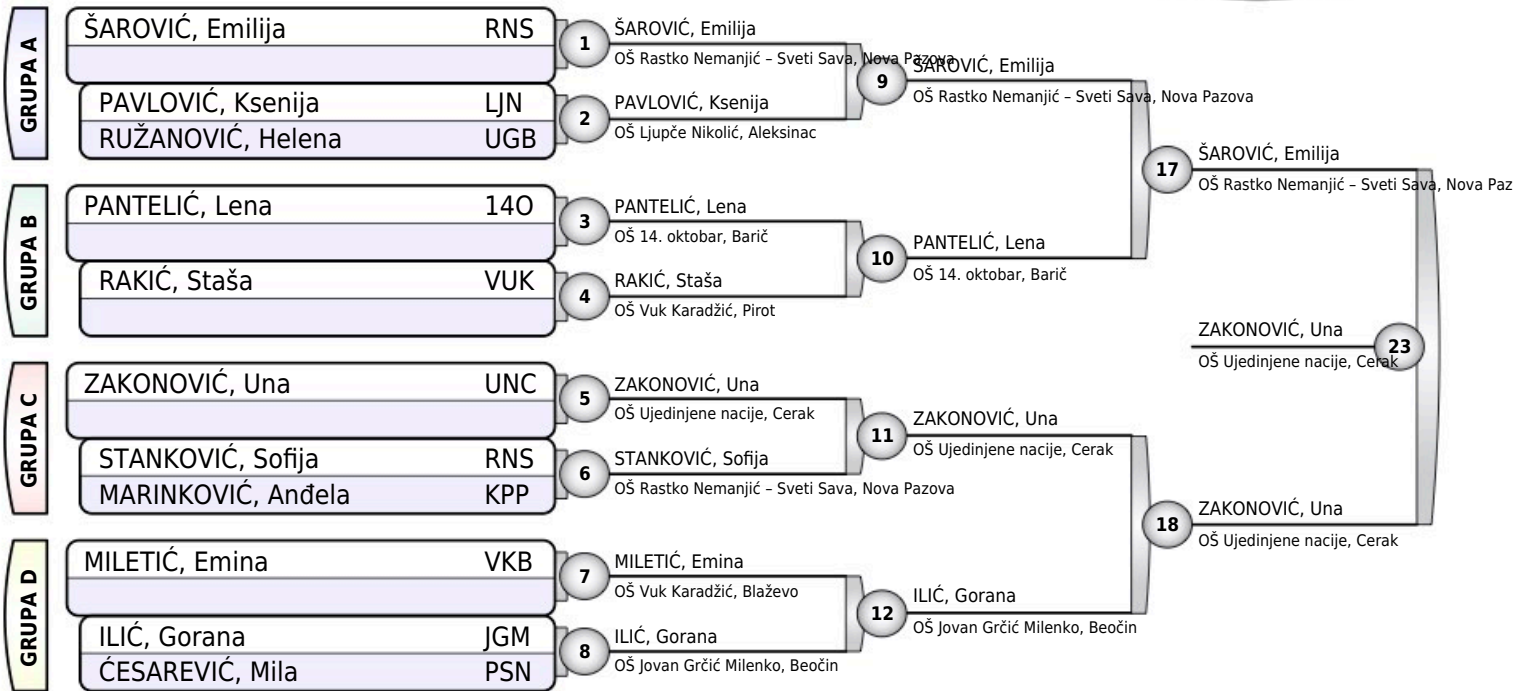 GRUPA A
ŠAROVIĆ, Emilija RNS
PAVLOVIĆ, Ksenija LJN
RUŽANOVIĆ, Helena UGB
GRUPA B
PANTELIĆ, Lena 14O
RAKIĆ, Staša VUK
GRUPA C
ZAKONOVIĆ, Una UNC
STANKOVIĆ, Sofija RNS
MARINKOVIĆ, Anđela KPP
GRUPA D
MILETIĆ, Emina VKB
ILIĆ, Gorana JGM
ĆESAREVIĆ, Mila PSN
1 ŠAROVIĆ, Emilija
OŠ Rastko Nemanjić – Sveti Sava, Nova Pazova
2 PAVLOVIĆ, Ksenija
OŠ Ljupče Nikolić, Aleksinac
3 PANTELIĆ, Lena
OŠ 14. oktobar, Barič
4 RAKIĆ, Staša
OŠ Vuk Karadžić, Pirot
5 ZAKONOVIĆ, Una
OŠ Ujedinjene nacije, Cerak
6 STANKOVIĆ, Sofija
OŠ Rastko Nemanjić – Sveti Sava, Nova Pazova
7 MILETIĆ, Emina
OŠ Vuk Karadžić, Blaževo
8 ILIĆ, Gorana
OŠ Jovan Grčić Milenko, Beočin
9 ŠAROVIĆ, Emilija
OŠ Rastko Nemanjić – Sveti Sava, Nova Pazova
10 PANTELIĆ, Lena
OŠ 14. oktobar, Barič
11 ZAKONOVIĆ, Una
OŠ Ujedinjene nacije, Cerak
12 ILIĆ, Gorana
OŠ Jovan Grčić Milenko, Beočin
17 ŠAROVIĆ, Emilija
OŠ Rastko Nemanjić – Sveti Sava, Nova Paz
18 ZAKONOVIĆ, Una
OŠ Ujedinjene nacije, Cerak
ZAKONOVIĆ, Una 23
OŠ Ujedinjene nacije, Cerak